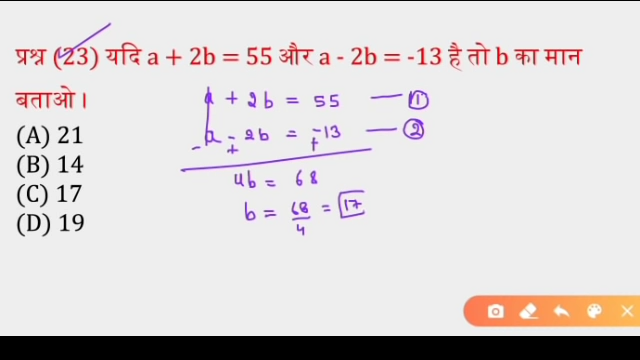 प्रश्न (23) यदि a + 2b = 55 और a - 2b = -13 है तो b का मान
बताओ।
a + 2b = 55 —— ①
a - 2b = -13 —— ②
- + +
(A) 21
4b = 68
(B) 14
b = 68/4 = 17
(C) 17
(D) 19